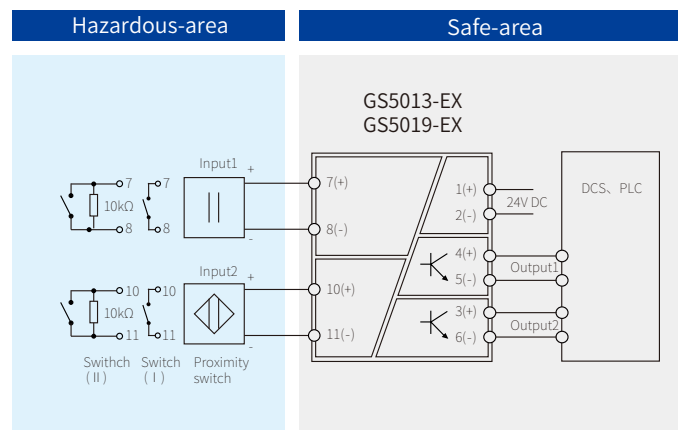 Hazardous-area
Safe-area
GS5013-EX
GS5019-EX
Input1
+
-
7
7
10kΩ
8
8
7(+)
8(-)
1(+)
2(-)
24V DC
DCS、PLC
4(+)
5(-)
Output1
Input2
+
-
10
10
10kΩ
11
11
10(+)
11(-)
3(+)
6(-)
Output2
Swithch
(Ⅱ)
Switch
(Ⅰ)
Proximity
switch